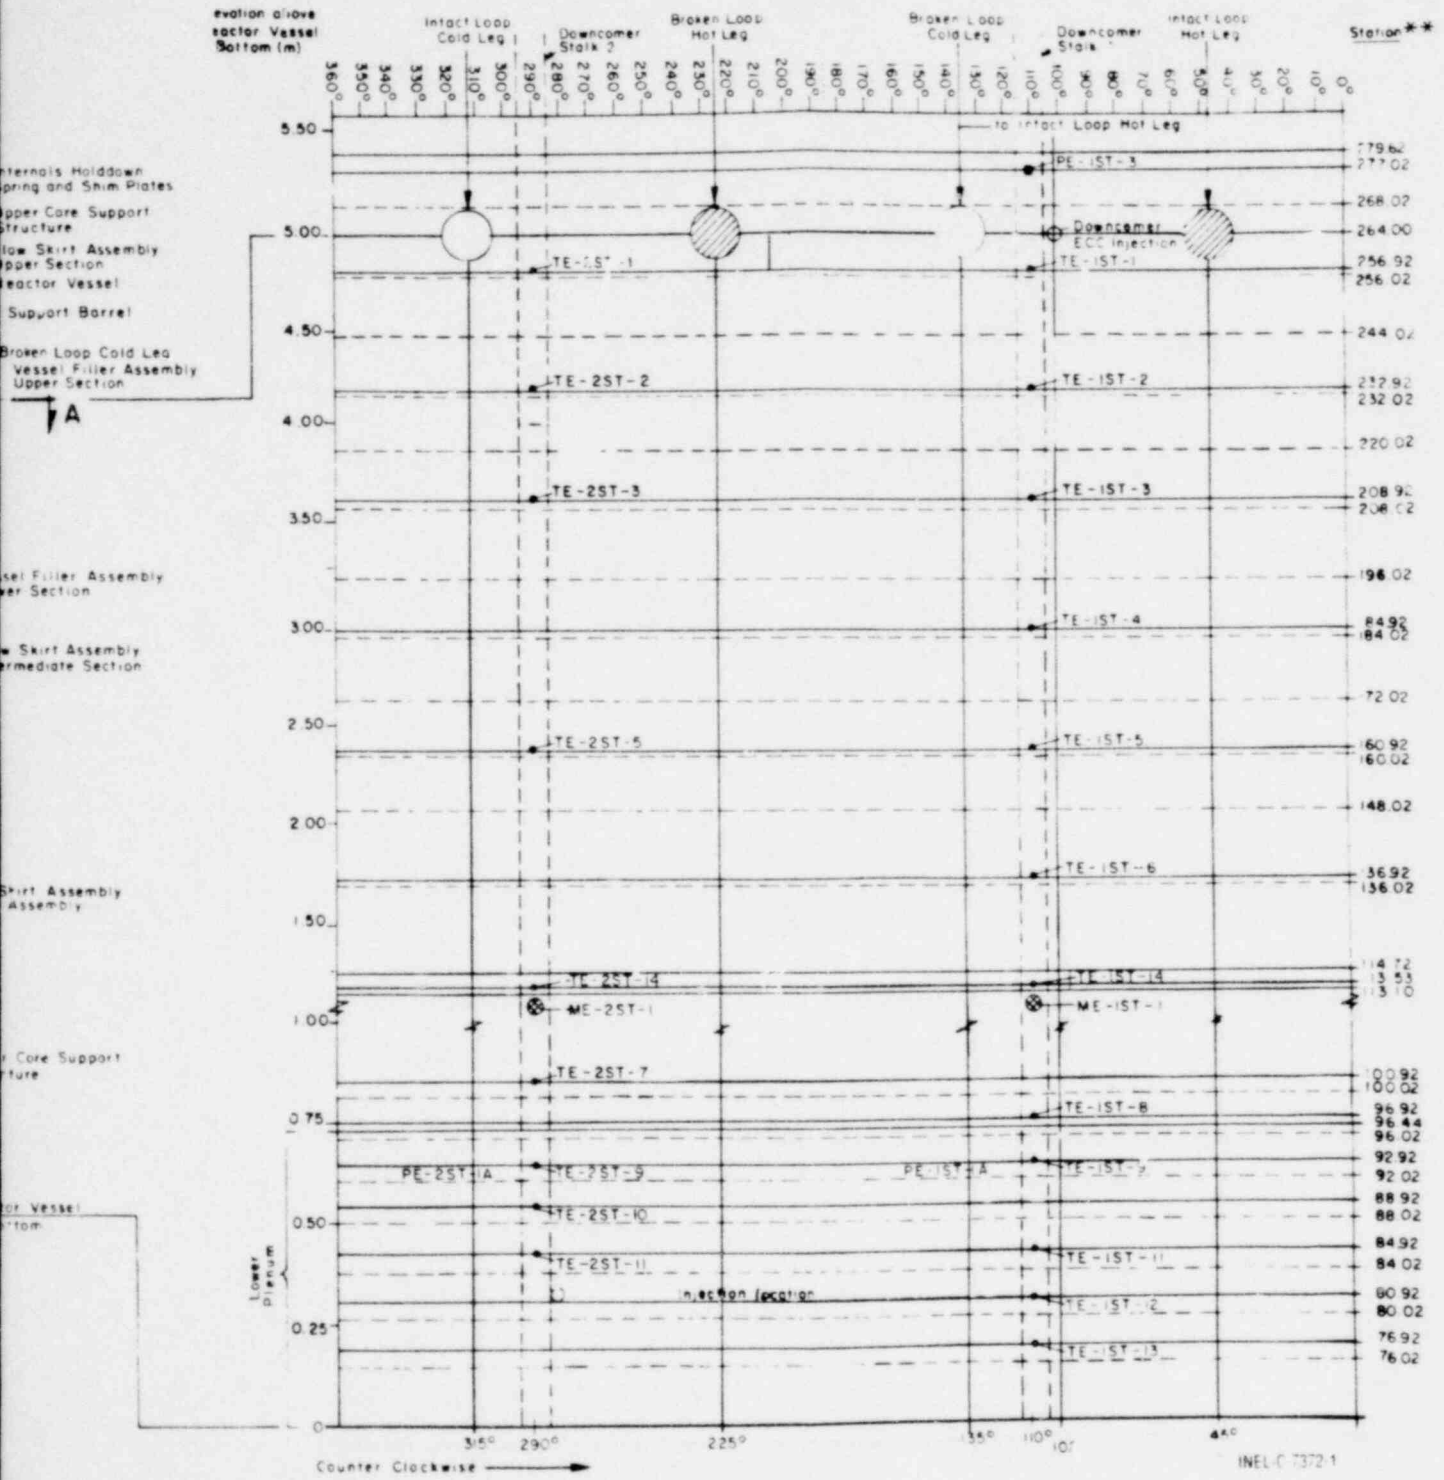 evation above
eactor Vessel
Bottom (m)
Intact Loop
Cold Leg
Downcomer
Stalk 2
Broken Loop
Hot Leg
Broken Loop
Cold Leg
Downcomer
Stalk
Intact Loop
Hot Leg
Station**
360° 350° 340° 330° 320° 310° 300° 290° 280° 270° 260° 250° 240° 230° 220° 210° 200° 190° 180° 170° 160° 150° 140° 130° 120° 110° 100° 90° 80° 70° 60° 50° 40° 30° 20° 10° 0°
5.50
to Intact Loop Hot Leg
279.62
PE-1ST-3
277.02
nternals Holddown
pring and Shim Plates
268.02
pper Core Support
tructure
5.00
Downcomer
ECC Injection
264.00
low Skirt Assembly
pper Section
TE-2ST-1
TE-1ST-1
256.92
eactor Vessel
256.02
Support Barrel
4.50
244.02
Broken Loop Cold Leg
Vessel Filler Assembly
Upper Section
A
TE-2ST-2
TE-1ST-2
232.92
232.02
4.00
220.02
TE-2ST-3
TE-1ST-3
208.92
208.02
3.50
ssel Filler Assembly
wer Section
196.02
3.00
TE-1ST-4
84.92
184.02
w Skirt Assembly
ermediate Section
72.02
2.50
TE-2ST-5
TE-1ST-5
160.92
160.02
2.00
148.02
TE-1ST-6
36.92
136.02
Skirt Assembly
Assembly
1.50
114.72
TE-2ST-14
TE-1ST-14
113.53
113.10
ME-2ST-1
ME-1ST-1
1.00
r Core Support
cture
TE-2ST-7
100.92
100.02
TE-1ST-8
96.92
0.75
96.44
96.02
92.92
PE-2ST-1A
TE-2ST-9
PE-1ST-1A
TE-1ST-9
92.02
88.92
tor Vessel
ottom
TE-2ST-10
0.50
88.02
84.92
TE-2ST-11
TE-1ST-11
84.02
Lower
Plenum
Injection location
80.92
TE-1ST-12
80.02
0.25
76.92
TE-1ST-13
76.02
0
315° 290° 225° 135° 110° 45°
Counter Clockwise
INEL-C-7372-1